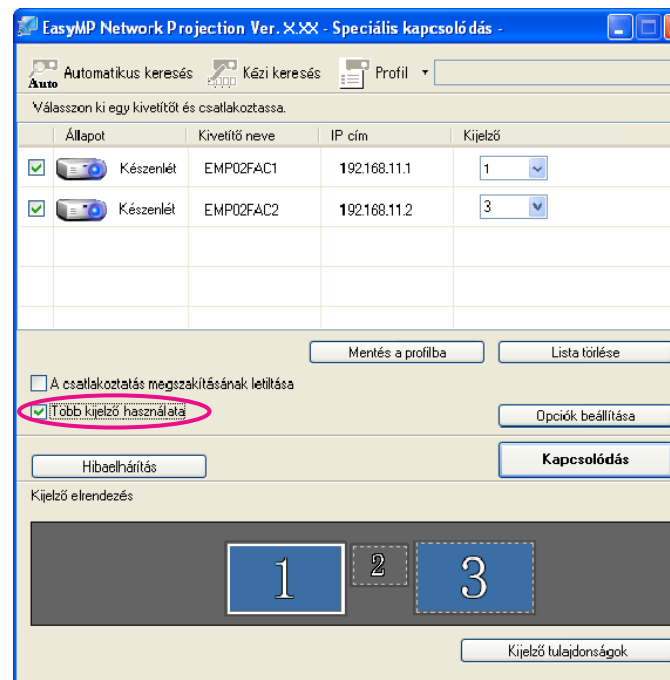 EasyMP Network Projection Ver. X.XX - Speciális kapcsolódás -
Auto Automatikus keresés Kézi keresés Profil
Válasszon ki egy kivetítőt és csatlakoztassa.
Állapot Kivetítő neve IP cím Kijelző
Készenlét EMP02FAC1 192.168.11.1 1
Készenlét EMP02FAC2 192.168.11.2 3
Mentés a profilba Lista törlése
A csatlakoztatás megszakításának letiltása
Több kijelző használata Opciók beállítása
Hibaelhárítás Kapcsolódás
Kijelző elrendezés
1 2 3
Kijelző tulajdonságok